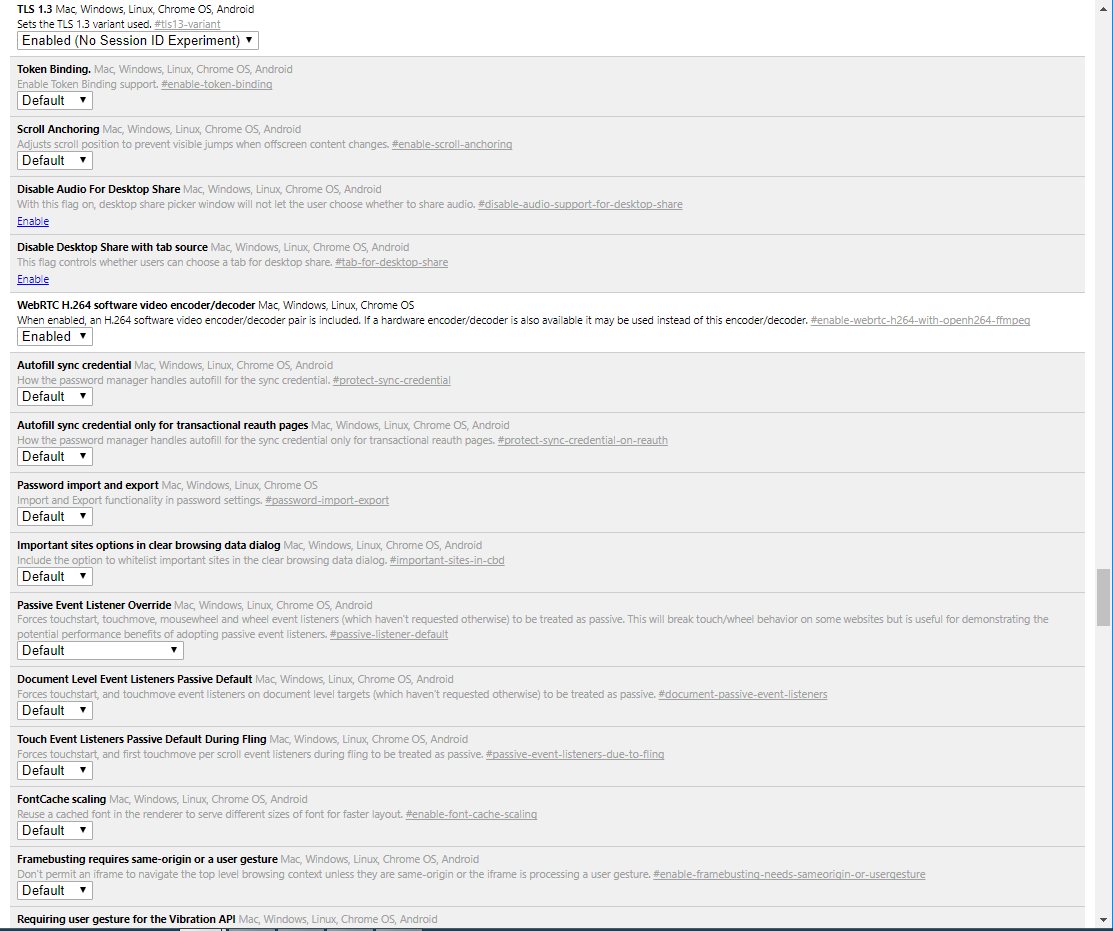 TLS 1.3 Mac, Windows, Linux, Chrome OS, Android
Sets the TLS 1.3 variant used. #tls13-variant
Enabled (No Session ID Experiment)
Token Binding. Mac, Windows, Linux, Chrome OS, Android
Enable Token Binding support. #enable-token-binding
Default
Scroll Anchoring Mac, Windows, Linux, Chrome OS, Android
Adjusts scroll position to prevent visible jumps when offscreen content changes. #enable-scroll-anchoring
Default
Disable Audio For Desktop Share Mac, Windows, Linux, Chrome OS, Android
With this flag on, desktop share picker window will not let the user choose whether to share audio. #disable-audio-support-for-desktop-share
Enable
Disable Desktop Share with tab source Mac, Windows, Linux, Chrome OS, Android
This flag controls whether users can choose a tab for desktop share. #tab-for-desktop-share
Enable
WebRTC H.264 software video encoder/decoder Mac, Windows, Linux, Chrome OS
When enabled, an H.264 software video encoder/decoder pair is included. If a hardware encoder/decoder is also available it may be used instead of this encoder/decoder. #enable-webrtc-h264-with-openh264-ffmpeg
Enabled
Autofill sync credential Mac, Windows, Linux, Chrome OS, Android
How the password manager handles autofill for the sync credential. #protect-sync-credential
Default
Autofill sync credential only for transactional reauth pages Mac, Windows, Linux, Chrome OS, Android
How the password manager handles autofill for the sync credential only for transactional reauth pages. #protect-sync-credential-on-reauth
Default
Password import and export Mac, Windows, Linux, Chrome OS
Import and Export functionality in password settings. #password-import-export
Default
Important sites options in clear browsing data dialog Mac, Windows, Linux, Chrome OS, Android
Include the option to whitelist important sites in the clear browsing data dialog. #important-sites-in-cbd
Default
Passive Event Listener Override Mac, Windows, Linux, Chrome OS, Android
Forces touchstart, touchmove, mousewheel and wheel event listeners (which haven't requested otherwise) to be treated as passive. This will break touch/wheel behavior on some websites but is useful for demonstrating the
potential performance benefits of adopting passive event listeners. #passive-listener-default
Default
Document Level Event Listeners Passive Default Mac, Windows, Linux, Chrome OS, Android
Forces touchstart, and touchmove event listeners on document level targets (which haven't requested otherwise) to be treated as passive. #document-passive-event-listeners
Default
Touch Event Listeners Passive Default During Fling Mac, Windows, Linux, Chrome OS, Android
Forces touchstart, and first touchmove per scroll event listeners during fling to be treated as passive. #passive-event-listeners-due-to-fling
Default
FontCache scaling Mac, Windows, Linux, Chrome OS, Android
Reuse a cached font in the renderer to serve different sizes of font for faster layout. #enable-font-cache-scaling
Default
Framebusting requires same-origin or a user gesture Mac, Windows, Linux, Chrome OS, Android
Don't permit an iframe to navigate the top level browsing context unless they are same-origin or the iframe is processing a user gesture. #enable-framebusting-needs-sameorigin-or-usergesture
Default
Requiring user gesture for the Vibration API Mac, Windows, Linux, Chrome OS, Android